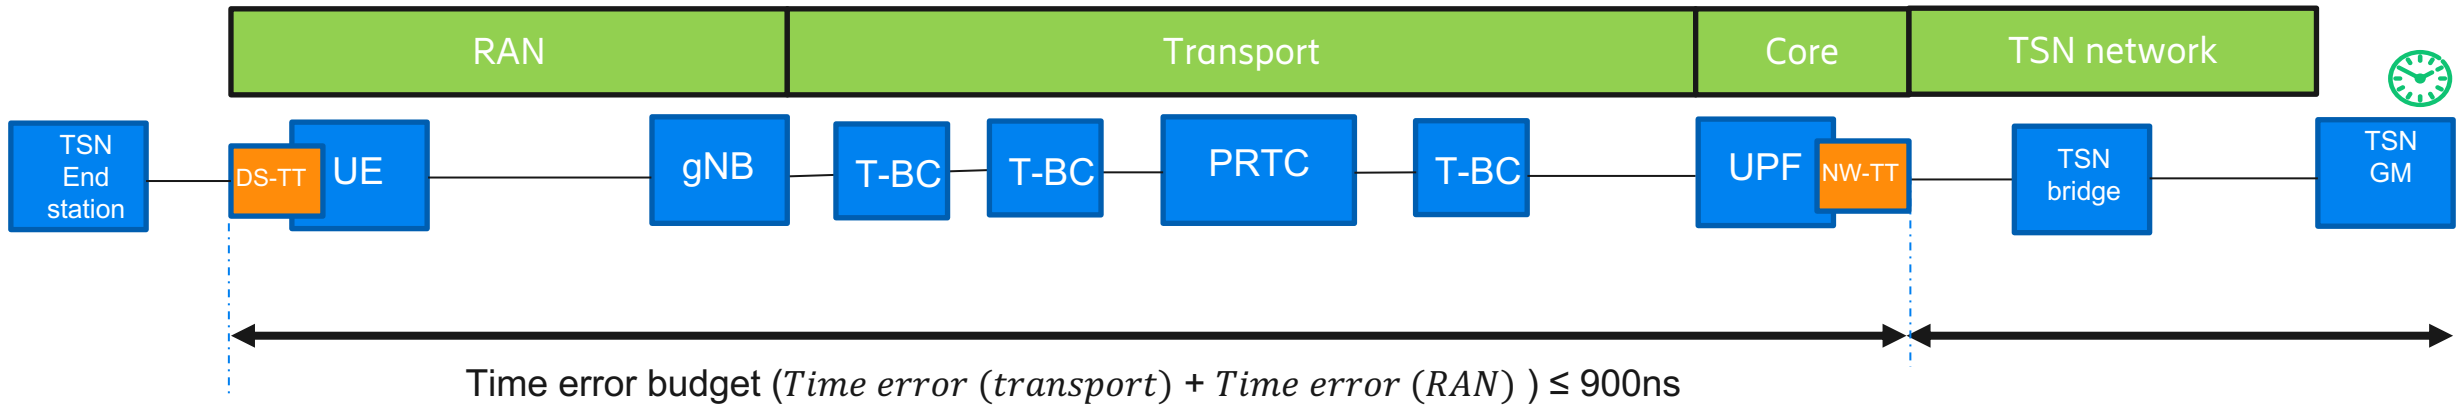 RAN
Transport
Core
TSN network
TSN
End
station
DS-TT
UE
gNB
T-BC
T-BC
PRTC
T-BC
UPF
NW-TT
TSN
bridge
TSN
GM
Time error budget (Time error (transport) + Time error (RAN) ) ≤ 900ns